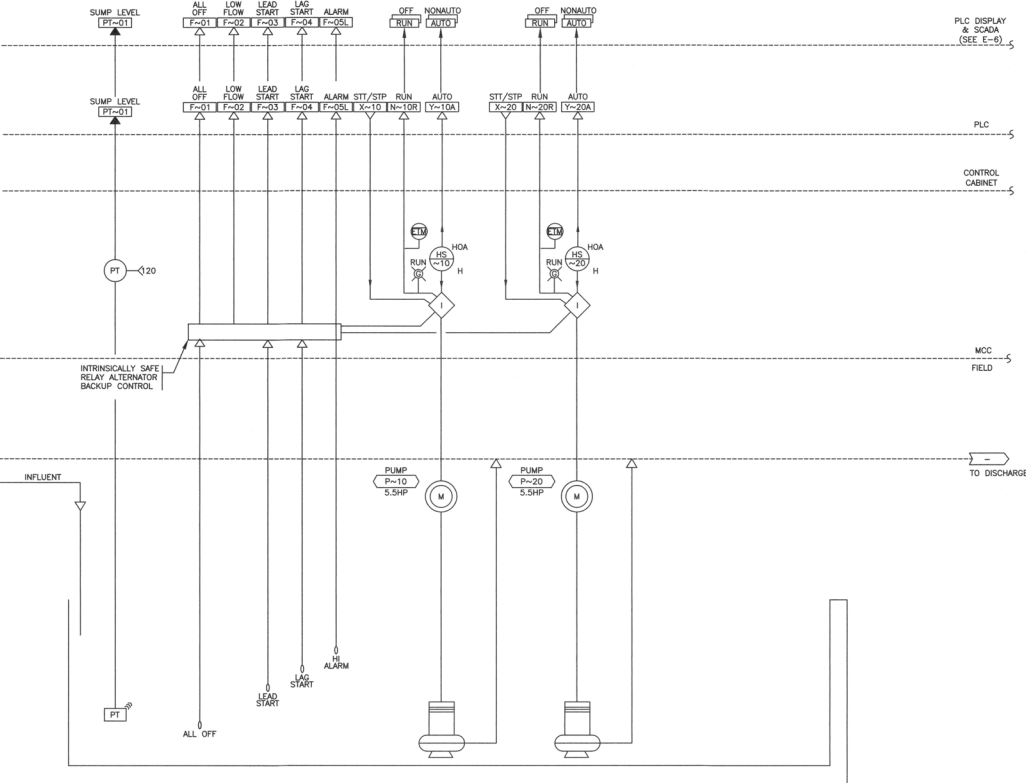 SUMP LEVEL
PT~01
ALL OFF
F~01
LOW FLOW
F~02
LEAD START
F~03
LAG START
F~04
ALARM
F~05L
OFF
RUN
NONAUTO
AUTO
OFF
RUN
NONAUTO
AUTO
PLC DISPLAY
& SCADA
(SEE E-6)
SUMP LEVEL
PT~01
ALL OFF
F~01
LOW FLOW
F~02
LEAD START
F~03
LAG START
F~04
ALARM
F~05L
STT/STP
X~10
RUN
N~10R
AUTO
Y~10A
STT/STP
X~20
RUN
N~20R
AUTO
Y~20A
PLC
CONTROL
CABINET
ETM
HOA
HS
~10
H
RUN
G
I
ETM
HOA
HS
~20
H
RUN
G
I
PT
120
INTRINSICALLY SAFE
RELAY ALTERNATOR
BACKUP CONTROL
MCC
FIELD
INFLUENT
PUMP
P~10
5.5HP
M
PUMP
P~20
5.5HP
M
TO DISCHARGE
HI
ALARM
LAG
START
LEAD
START
PT
ALL OFF